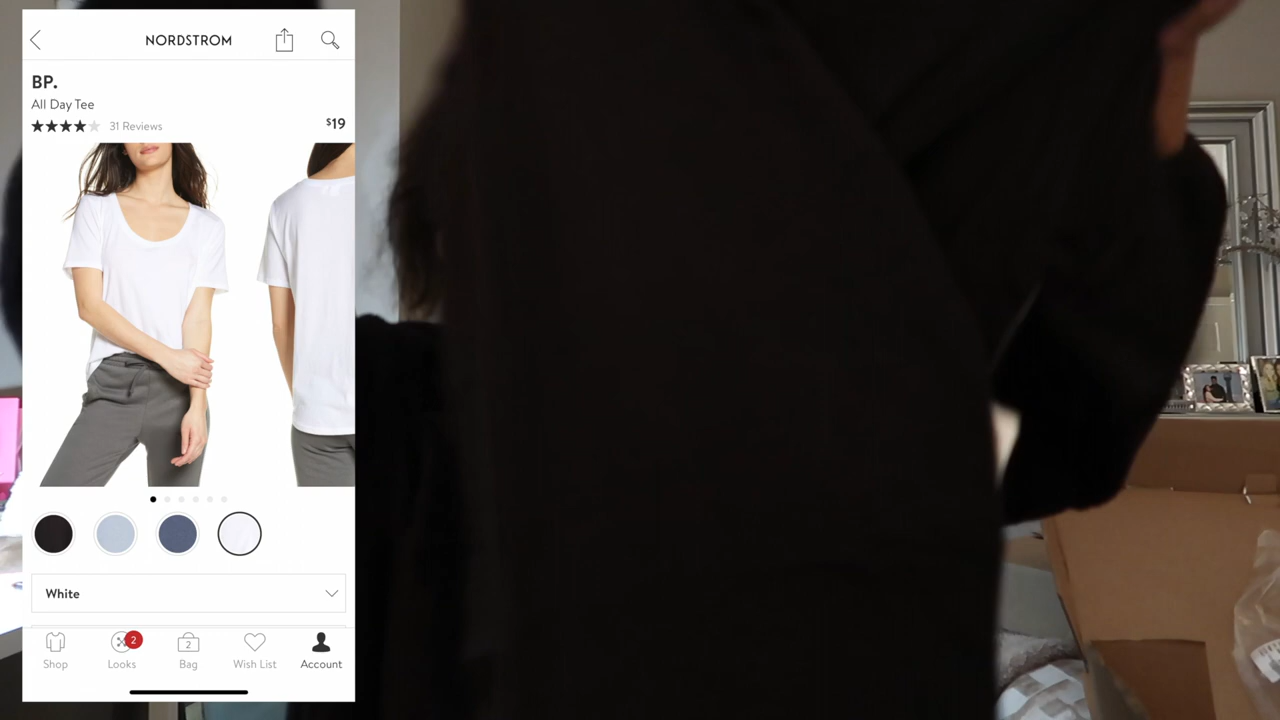 NORDSTROM
BP.
All Day Tee
31 Reviews
$19
White
2
2
Shop
Looks
Bag
Wish List
Account